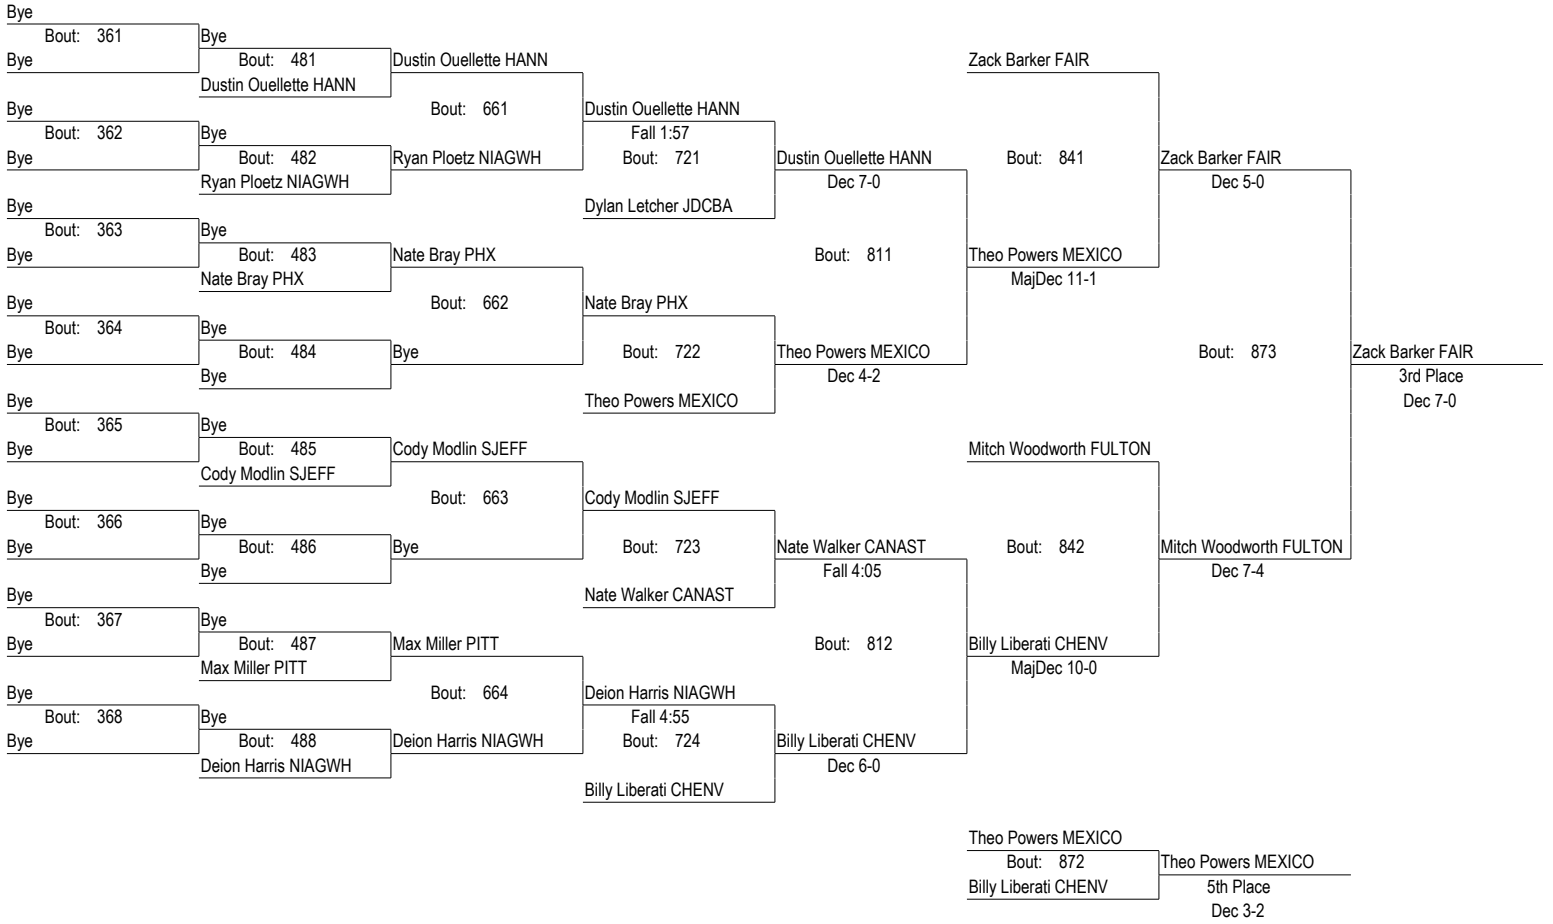 Bye
Bout: 361
Bye
Bye
Bout: 481
Dustin Ouellette HANN
Dustin Ouellette HANN
Zack Barker FAIR
Bye
Bout: 362
Bye
Bout: 661
Dustin Ouellette HANN
Fall 1:57
Bye
Bout: 482
Ryan Ploetz NIAGWH
Ryan Ploetz NIAGWH
Bout: 721
Dustin Ouellette HANN
Dec 7-0
Bout: 841
Zack Barker FAIR
Dec 5-0
Bye
Bout: 363
Bye
Dylan Letcher JDCBA
Bye
Bout: 483
Nate Bray PHX
Nate Bray PHX
Bout: 811
Theo Powers MEXICO
MajDec 11-1
Bye
Bout: 364
Bye
Bout: 662
Nate Bray PHX
Bye
Bout: 484
Bye
Bye
Bout: 722
Theo Powers MEXICO
Dec 4-2
Bout: 873
Zack Barker FAIR
3rd Place
Dec 7-0
Bye
Bout: 365
Bye
Theo Powers MEXICO
Bye
Bout: 485
Cody Modlin SJEFF
Cody Modlin SJEFF
Mitch Woodworth FULTON
Bye
Bout: 366
Bye
Bout: 663
Cody Modlin SJEFF
Bye
Bout: 486
Bye
Bye
Bout: 723
Nate Walker CANAST
Fall 4:05
Bout: 842
Mitch Woodworth FULTON
Dec 7-4
Bye
Bout: 367
Bye
Nate Walker CANAST
Bye
Bout: 487
Max Miller PITT
Max Miller PITT
Bout: 812
Billy Liberati CHENV
MajDec 10-0
Bye
Bout: 368
Bye
Bout: 664
Deion Harris NIAGWH
Fall 4:55
Bye
Bout: 488
Deion Harris NIAGWH
Deion Harris NIAGWH
Bout: 724
Billy Liberati CHENV
Dec 6-0
Billy Liberati CHENV
Theo Powers MEXICO
Bout: 872
Billy Liberati CHENV
Theo Powers MEXICO
5th Place
Dec 3-2